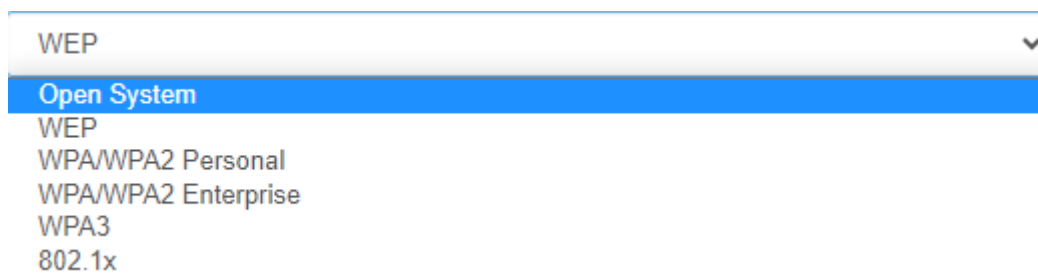 WEP
Open System
WEP
WPA/WPA2 Personal
WPA/WPA2 Enterprise
WPA3
802.1x